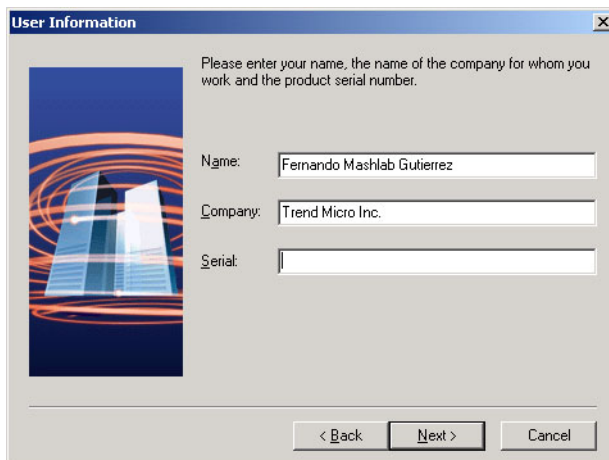 User Information
Please enter your name, the name of the company for whom you
work and the product serial number.
Name: Fernando Mashlab Gutierrez
Company: Trend Micro Inc.
Serial:
< Back Next > Cancel